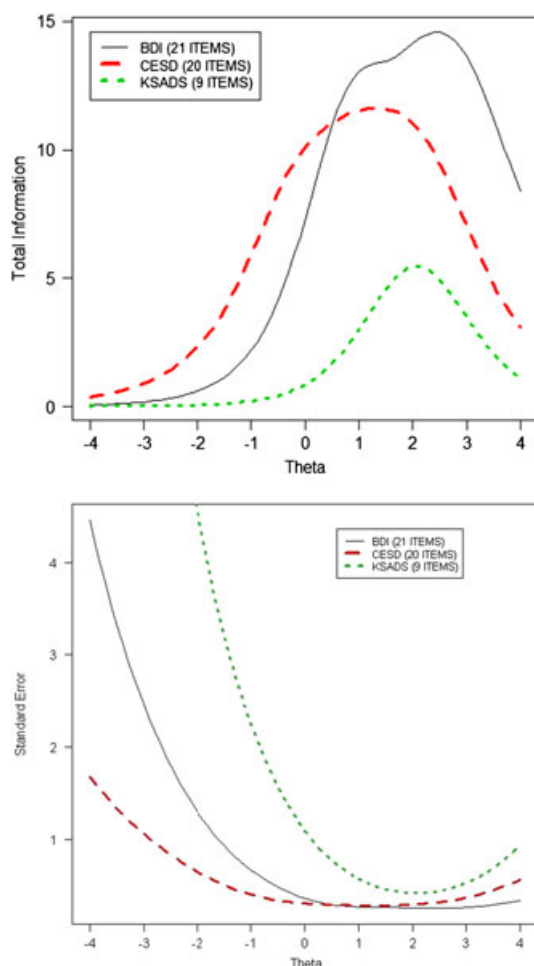 15
10
5
0
Total Information
BDI (21 ITEMS)
CESD (20 ITEMS)
KSADS (9 ITEMS)
-4 -3 -2 -1 0 1 2 3 4
Theta
4
3
2
1
Standard Error
BDI (21 ITEMS)
CESD (20 ITEMS)
KSADS (9 ITEMS)
-4 -3 -2 -1 0 1 2 3 4
Theta